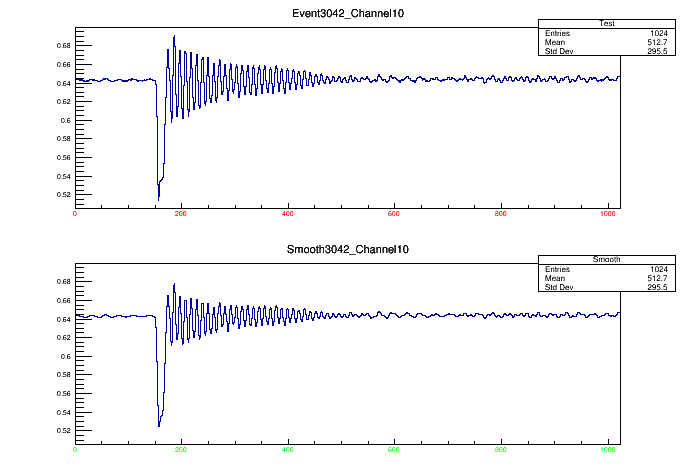 Event3042_Channel10
Test
Entries 1024
Mean 512.7
Std Dev 295.5
0.68
0.66
0.64
0.62
0.6
0.58
0.56
0.54
0.52
0 200 400 600 800 1000
Smooth3042_Channel10
Smooth
Entries 1024
Mean 512.7
Std Dev 295.5
0.68
0.66
0.64
0.62
0.6
0.58
0.56
0.54
0.52
0 200 400 600 800 1000